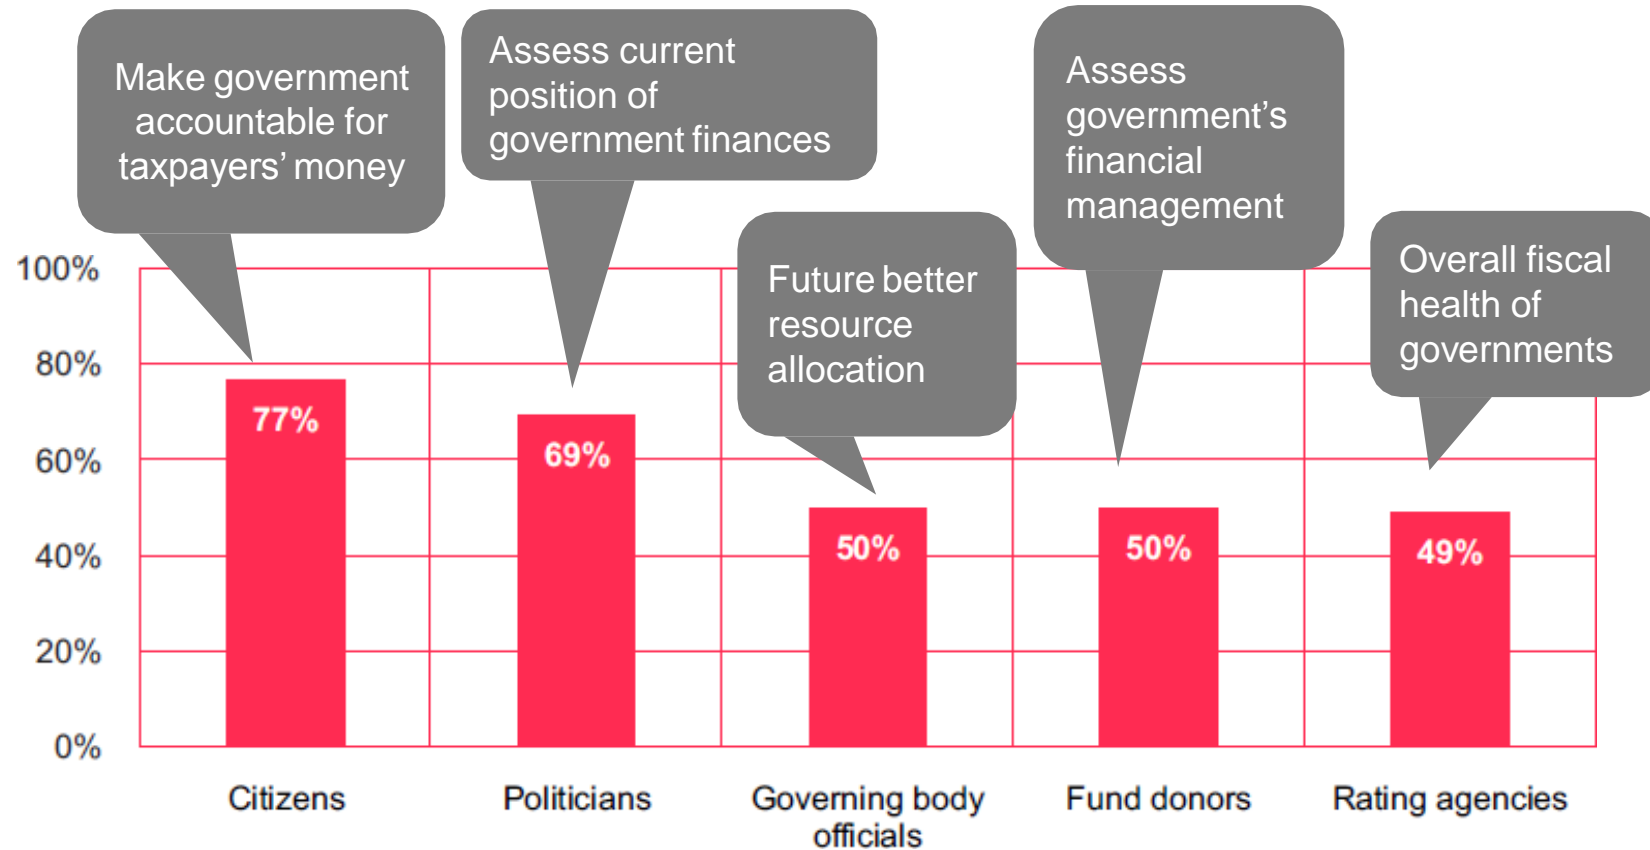 Make government
accountable for
taxpayers’ money
Assess current
position of
government finances
Assess
government’s
financial
management
Future better
resource
allocation
Overall fiscal
health of
governments
100%
80%
60%
40%
20%
0%
77%
69%
50%
50%
49%
Citizens
Politicians
Governing body
officials
Fund donors
Rating agencies